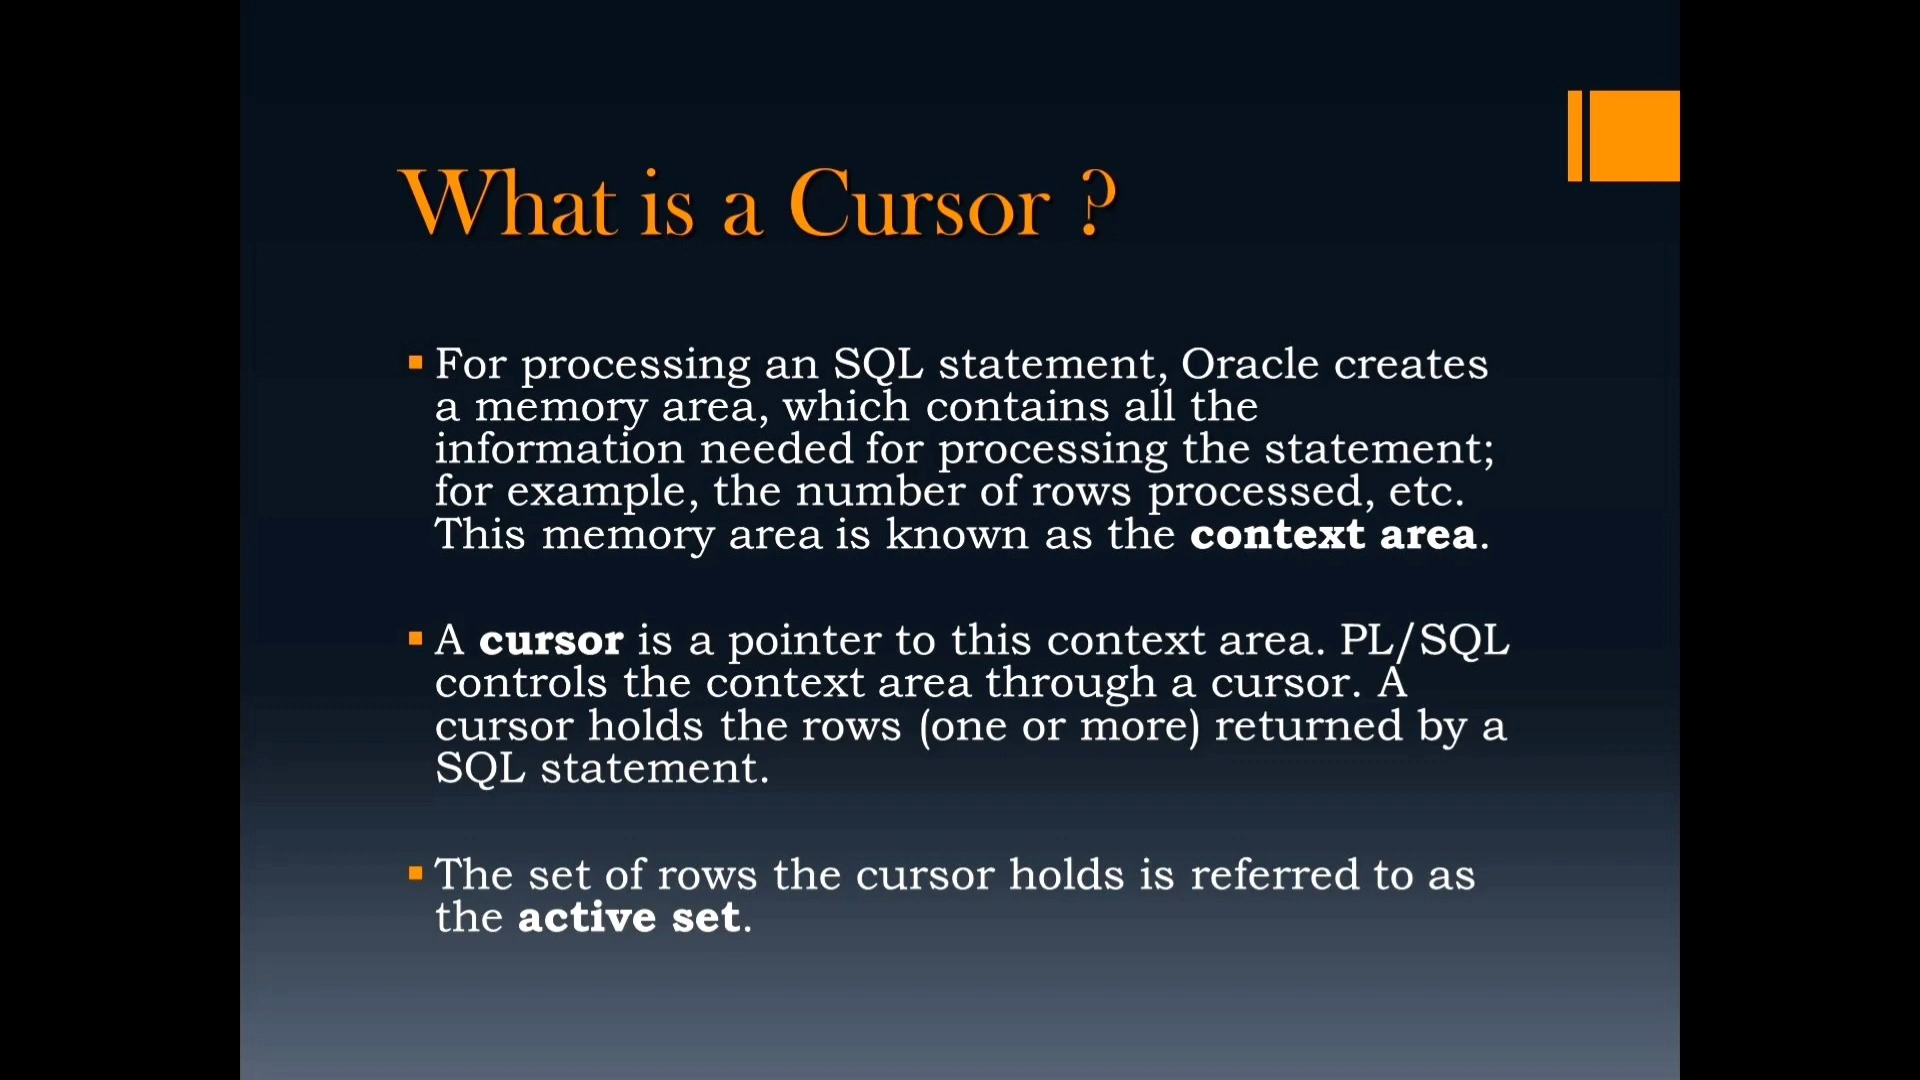 What is a Cursor ?
For processing an SQL statement, Oracle creates
a memory area, which contains all the
information needed for processing the statement;
for example, the number of rows processed, etc.
This memory area is known as the context area.
A cursor is a pointer to this context area. PL/SQL
controls the context area through a cursor. A
cursor holds the rows (one or more) returned by a
SQL statement.
The set of rows the cursor holds is referred to as
the active set.